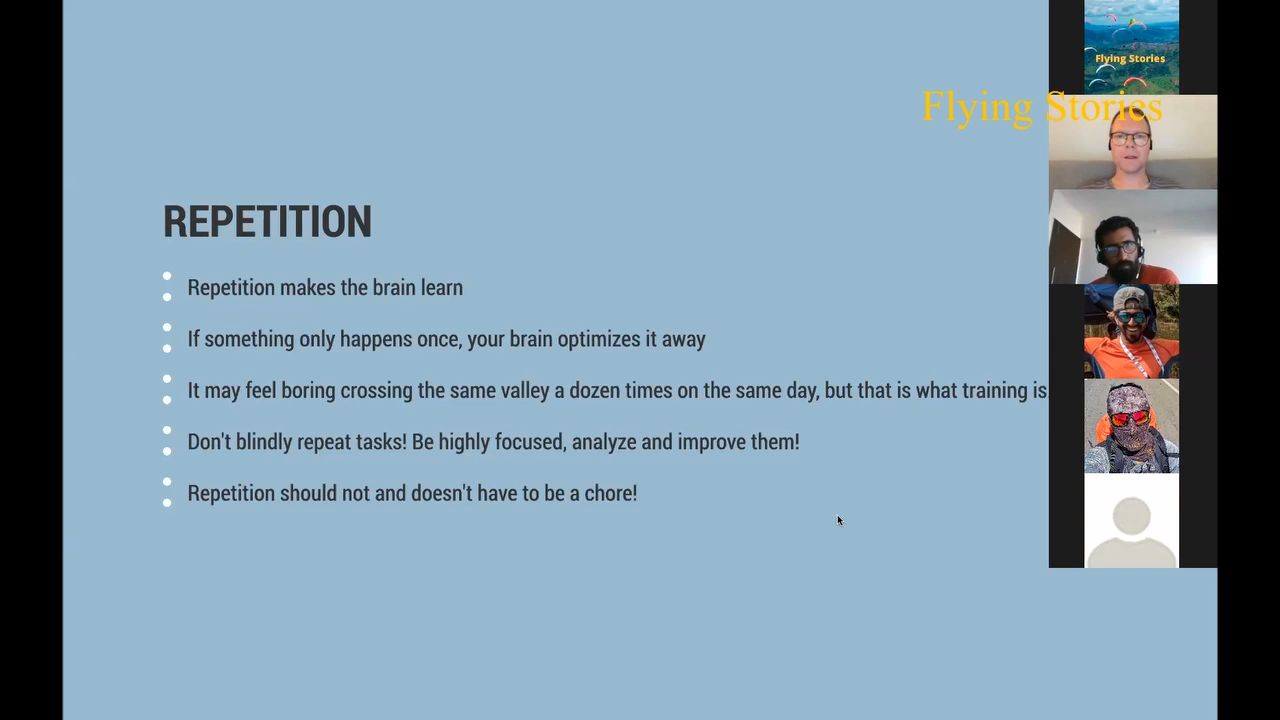 Flying Stories
Flying Stories
REPETITION
Repetition makes the brain learn
If something only happens once, your brain optimizes it away
It may feel boring crossing the same valley a dozen times on the same day, but that is what training is
Don't blindly repeat tasks! Be highly focused, analyze and improve them!
Repetition should not and doesn't have to be a chore!